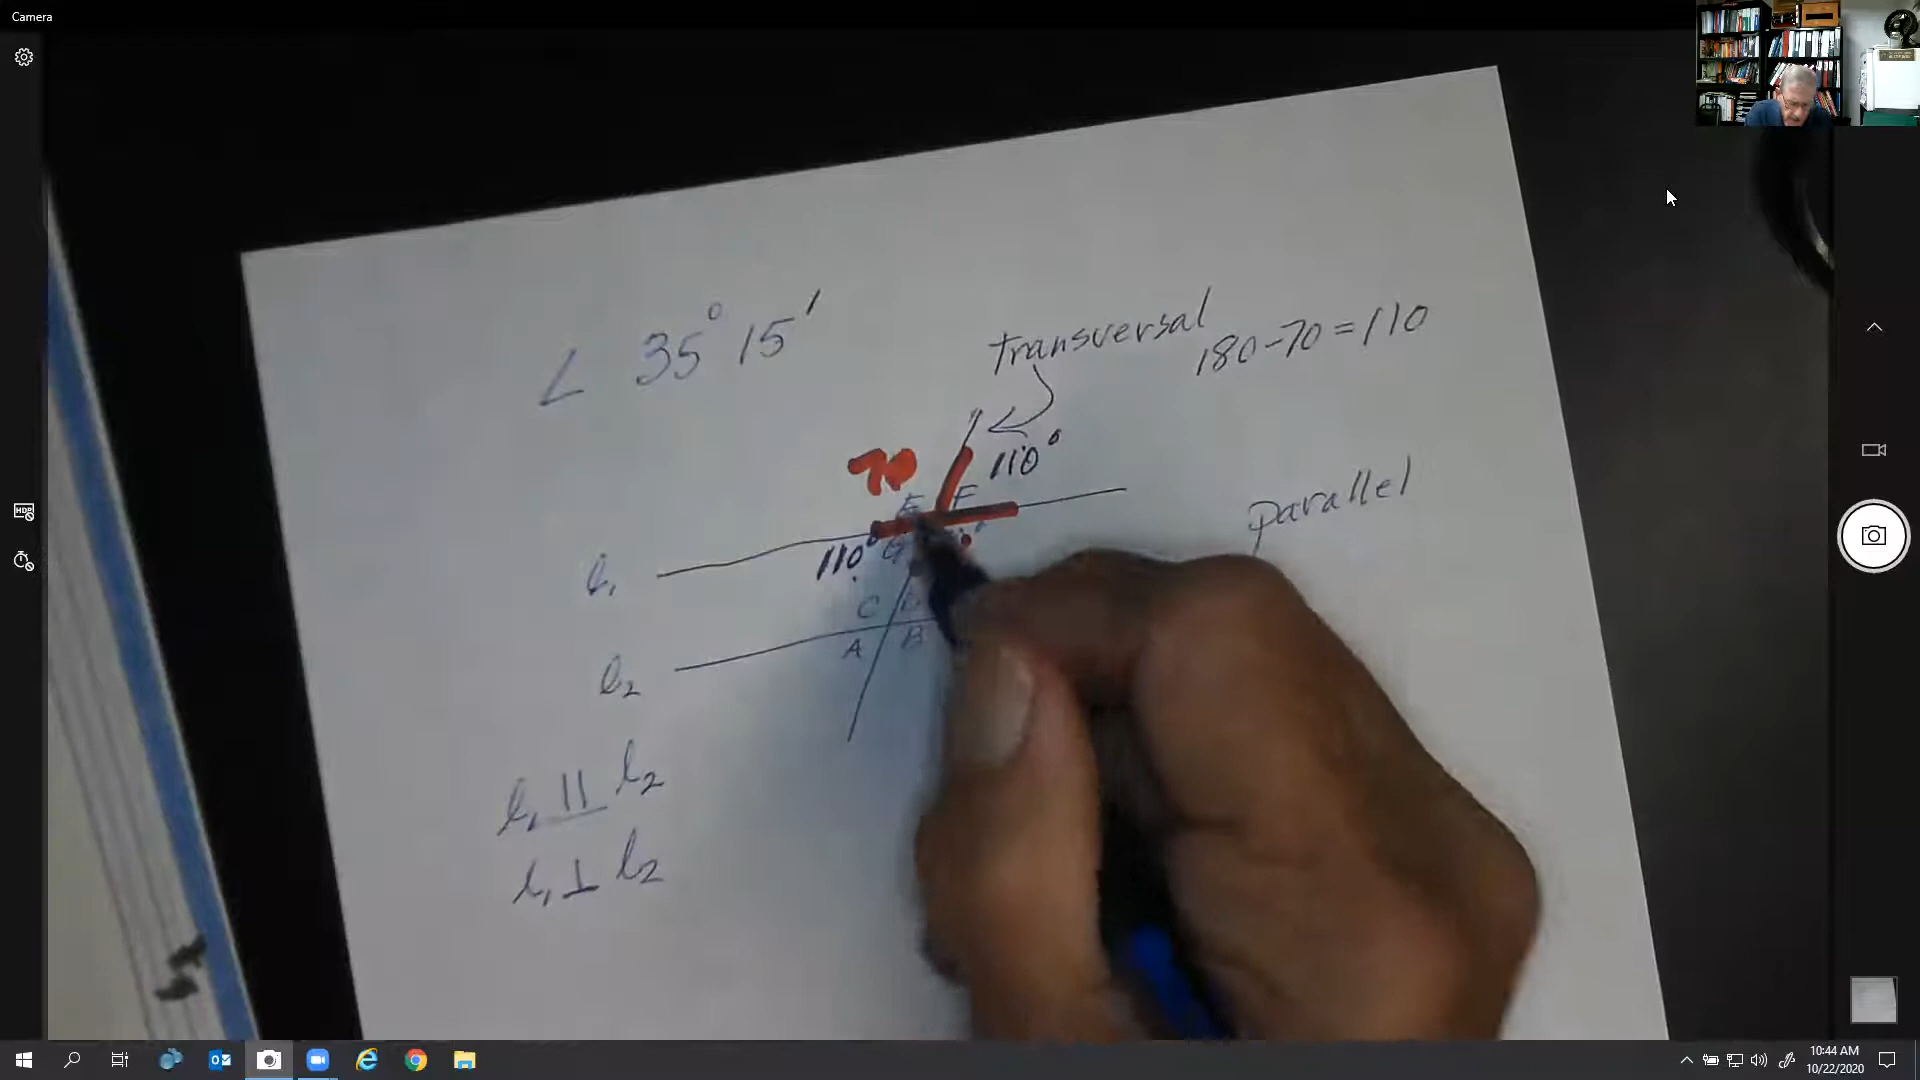 Camera
∠ 35° 15'
transversal
180-70=110
70
110°
E F
parallel
l₁
110° G
C
l₂
A B
l₁ || l₂
l₁ ⊥ l₂
HDR
10:44 AM
10/22/2020